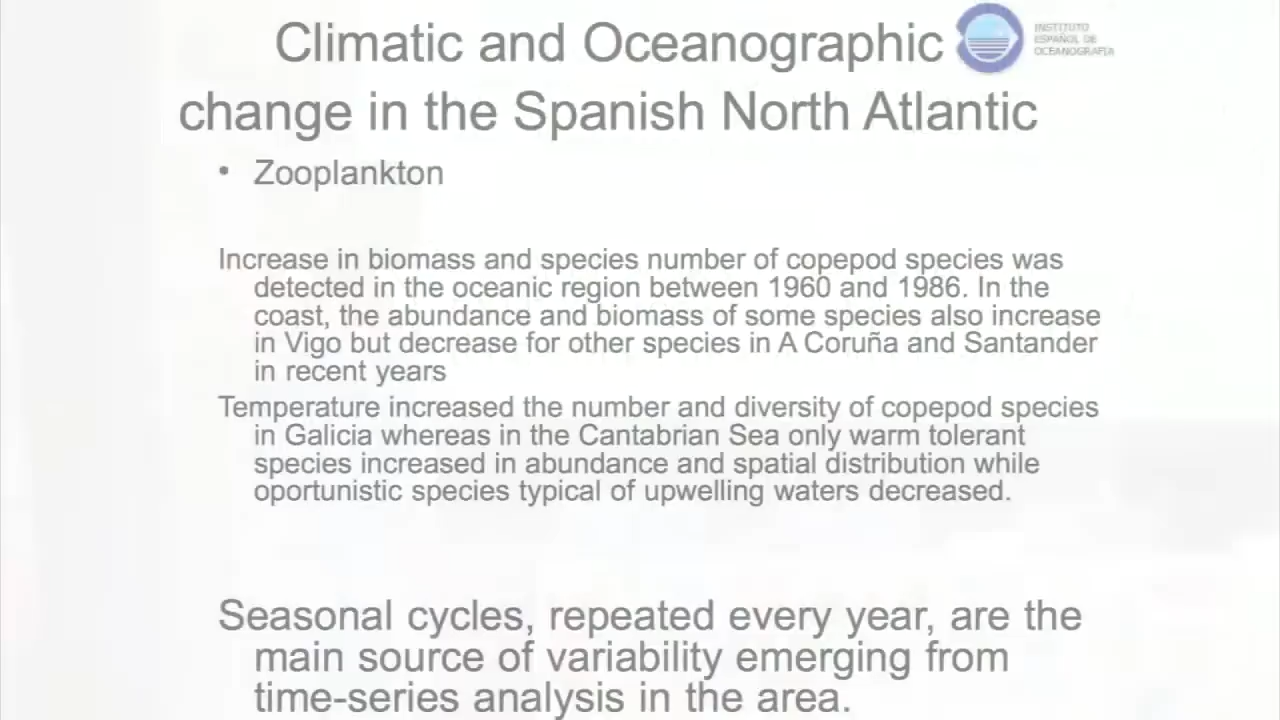 Climatic and Oceanographic
INSTITUTO
ESPAÑOL DE
OCEANOGRAFÍA
change in the Spanish North Atlantic
• Zooplankton
Increase in biomass and species number of copepod species was
detected in the oceanic region between 1960 and 1986. In the
coast, the abundance and biomass of some species also increase
in Vigo but decrease for other species in A Coruña and Santander
in recent years
Temperature increased the number and diversity of copepod species
in Galicia whereas in the Cantabrian Sea only warm tolerant
species increased in abundance and spatial distribution while
oportunistic species typical of upwelling waters decreased.
Seasonal cycles, repeated every year, are the
main source of variability emerging from
time-series analysis in the area.